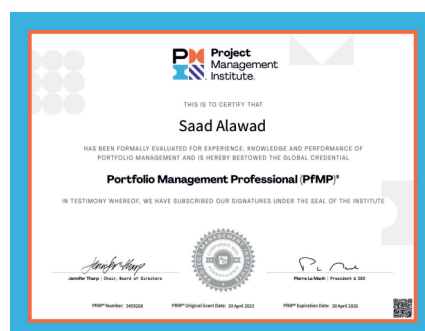 Project
Management
Institute.
THIS IS TO CERTIFY THAT
Saad Alawad
HAS BEEN FORMALLY EVALUATED FOR EXPERIENCE, KNOWLEDGE AND PERFORMANCE OF
PORTFOLIO MANAGEMENT AND IS HEREBY BESTOWED THE GLOBAL CREDENTIAL
Portfolio Management Professional (PfMP)®
IN TESTIMONY WHEREOF, WE HAVE SUBSCRIBED OUR SIGNATURES UNDER THE SEAL OF THE INSTITUTE
Jennifer Tharp | Chair, Board of Directors
Pierre Le Manh | President & CEO
PfMP® Number: 3459268
PfMP® Original Grant Date: 30 April 2023
PfMP® Expiration Date: 30 April 2026